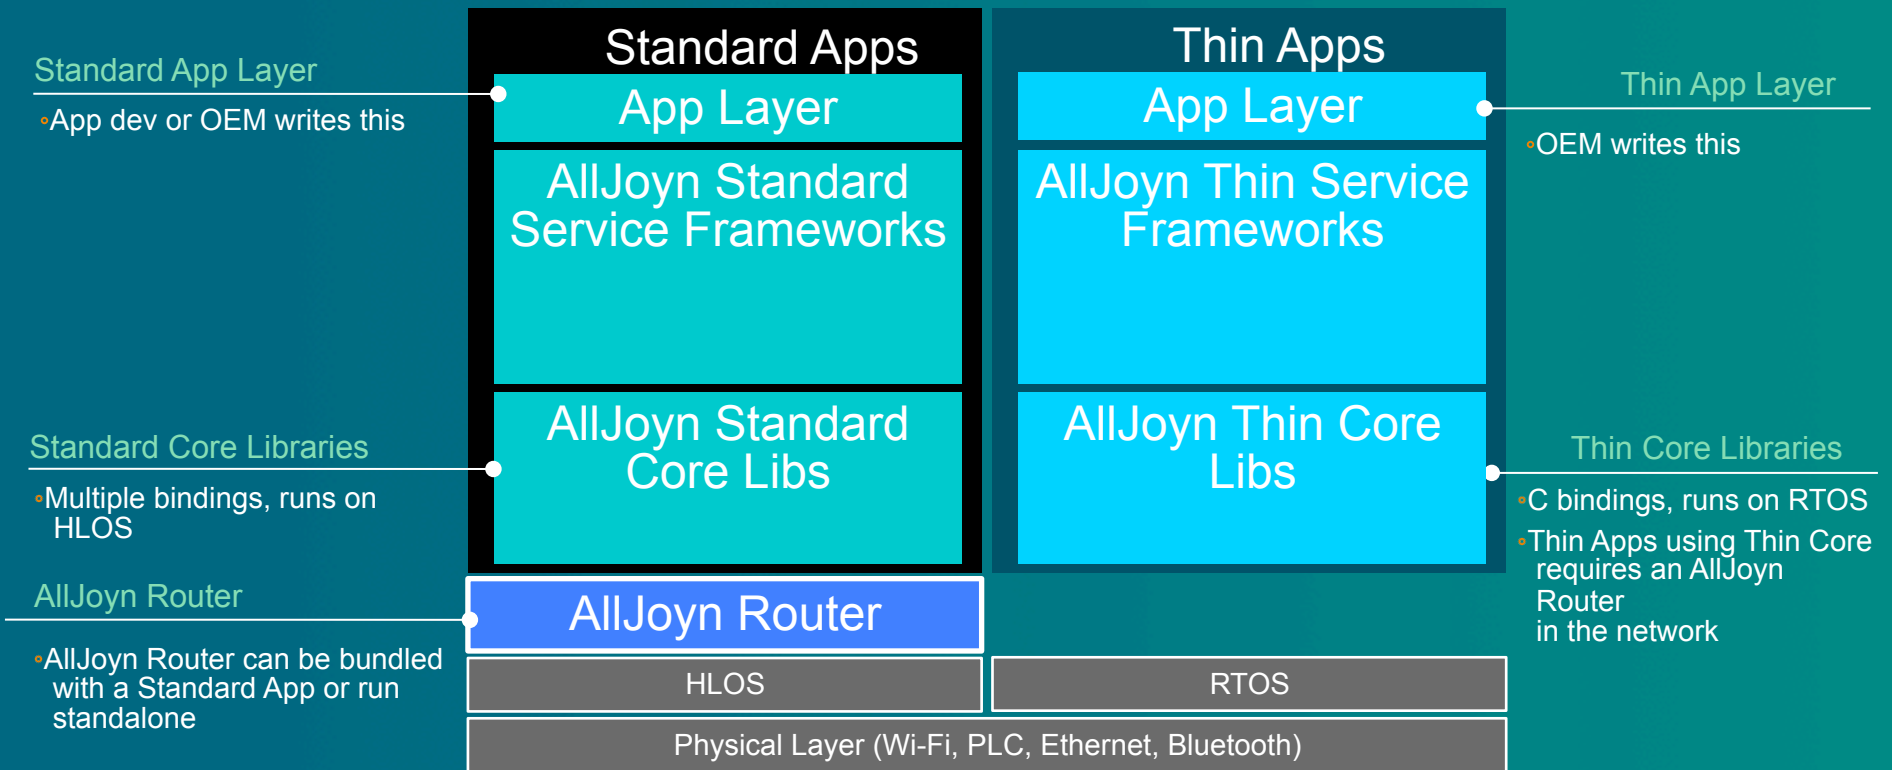 Standard App Layer
◦App dev or OEM writes this
Standard Core Libraries
◦Multiple bindings, runs on
HLOS
AllJoyn Router
◦AllJoyn Router can be bundled
with a Standard App or run
standalone
Standard Apps
App Layer
AllJoyn Standard
Service Frameworks
AllJoyn Standard
Core Libs
AllJoyn Router
HLOS
Thin Apps
App Layer
AllJoyn Thin Service
Frameworks
AllJoyn Thin Core
Libs
RTOS
Physical Layer (Wi-Fi, PLC, Ethernet, Bluetooth)
Thin App Layer
◦OEM writes this
Thin Core Libraries
◦C bindings, runs on RTOS
◦Thin Apps using Thin Core
requires an AllJoyn
Router
in the network